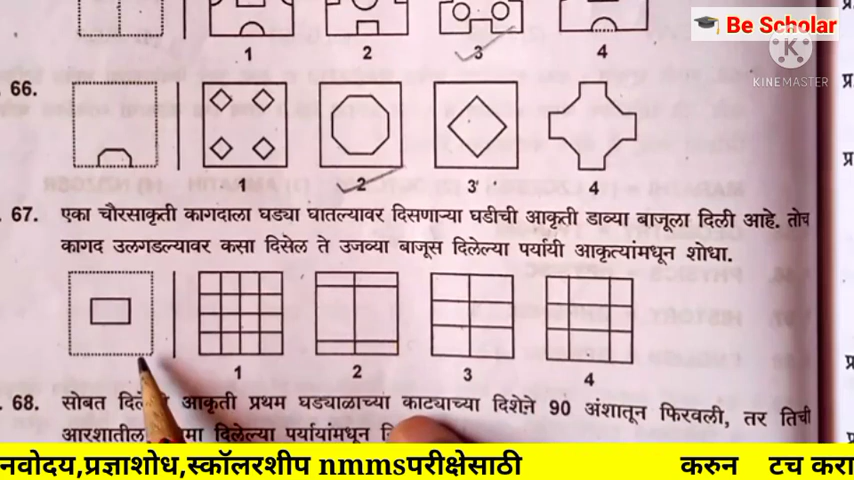 Be Scholar
KINEMASTER
1 2 3 4
66.
1 2 3 4
67. एका चौरसाकृती कागदाला घड्या घातल्यावर दिसणाऱ्या घडीची आकृती डाव्या बाजूला दिली आहे. तोच
कागद उलगडल्यावर कसा दिसेल ते उजव्या बाजूस दिलेल्या पर्यायी आकृत्यांमधून शोधा.
1 2 3 4
68. सोबत आकृती प्रथम घड्याळाच्या काट्याच्या दिशेने 90 अंशातून फिरवली, तर तिची
आरशातील दिलेल्या पर्यायांमधून
नवोदय,प्रज्ञाशोध,स्कॉलरशीप nmmsपरीक्षेसाठी करुन टच करा